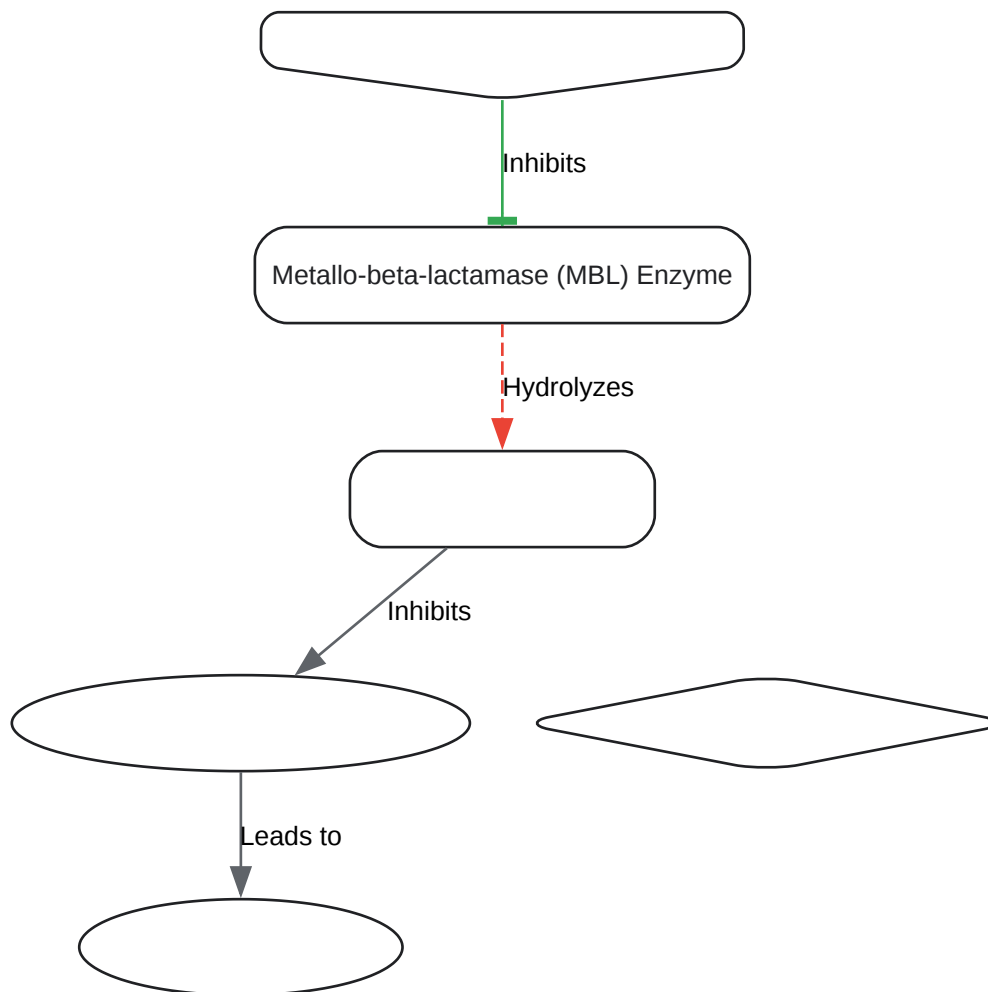 Inhibits
Metallo-beta-lactamase (MBL) Enzyme
Hydrolyzes
Inhibits
Leads to